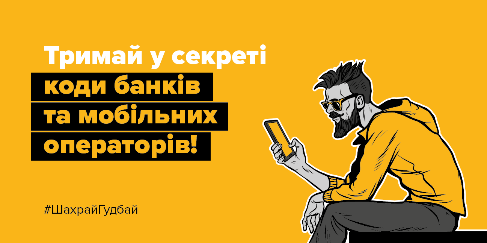 Тримай у секреті
коди банків
та мобільних
операторів!
#ШахрайГудбай